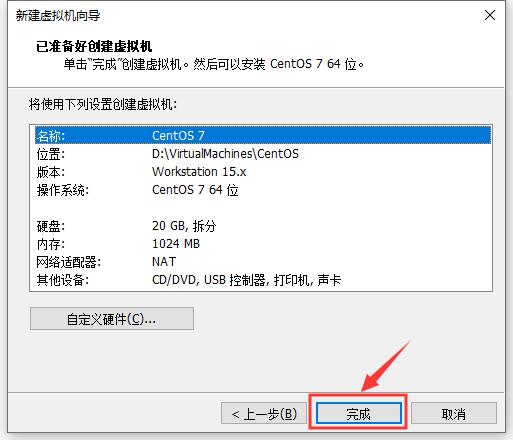 新建虚拟机向导
已准备好创建虚拟机
单击“完成”创建虚拟机。然后可以安装 CentOS 7 64 位。
将使用下列设置创建虚拟机:
名称: CentOS 7
位置: D:\VirtualMachines\CentOS
版本: Workstation 15.x
操作系统: CentOS 7 64 位
硬盘: 20 GB, 拆分
内存: 1024 MB
网络适配器: NAT
其他设备: CD/DVD, USB 控制器, 打印机, 声卡
自定义硬件(C)...
< 上一步(B) 完成 取消